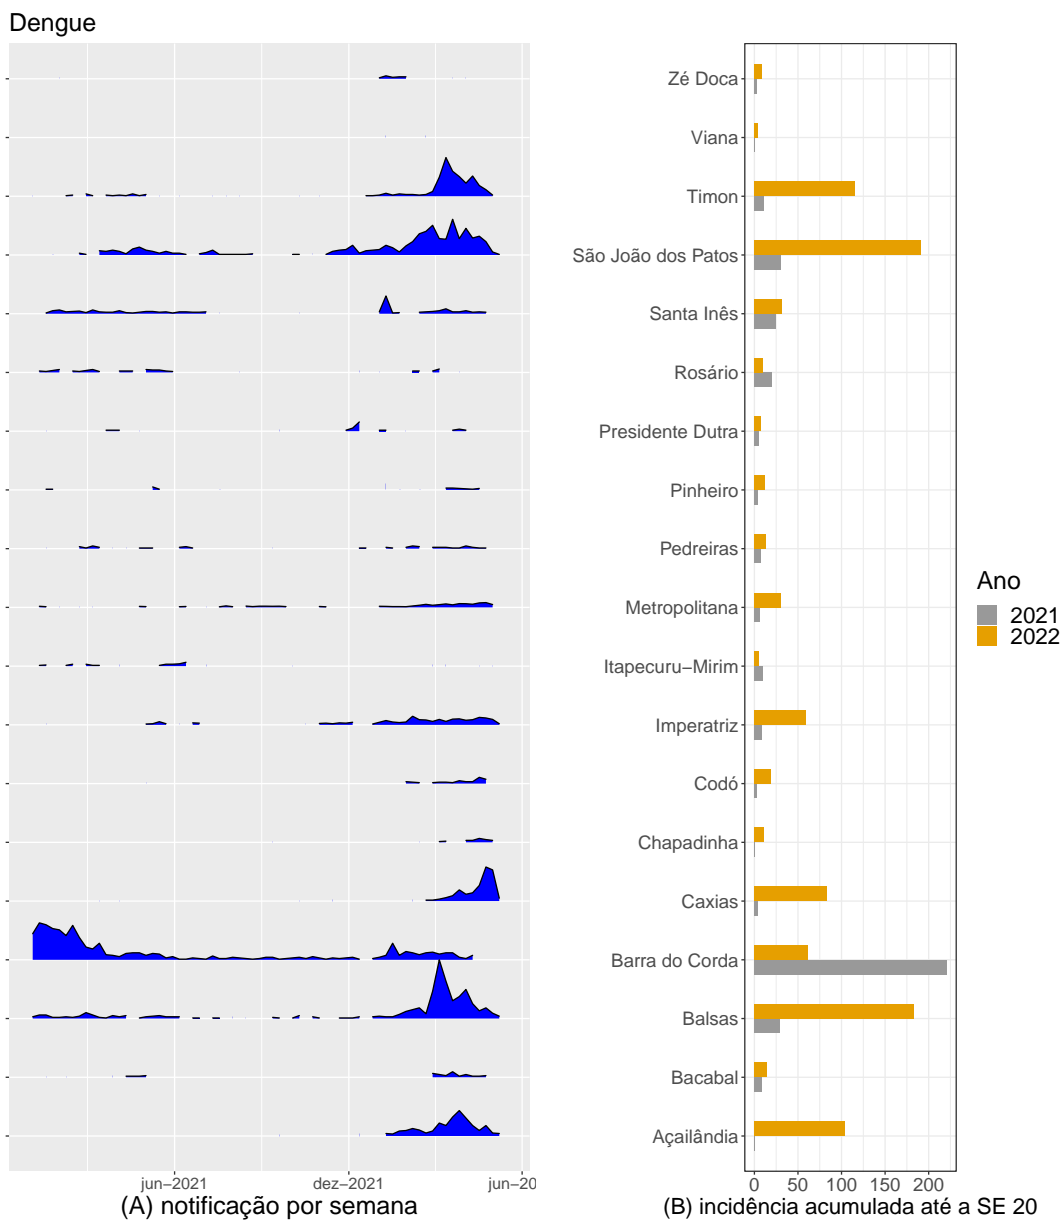 Dengue
Zé Doca
Viana
Timon
São João dos Patos
Santa Inês
Rosário
Presidente Dutra
Pinheiro
Pedreiras
Metropolitana
Itapecuru−Mirim
Imperatriz
Codó
Chapadinha
Caxias
Barra do Corda
Balsas
Bacabal
Açailândia
Ano
2021
2022
jun−2021 dez−2021 jun−20
0 50 100 150 200
(A) notificação por semana
(B) incidência acumulada até a SE 20